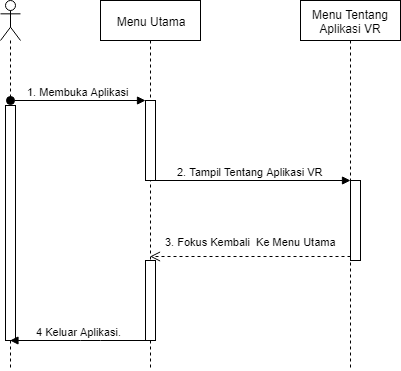 Menu Utama
Menu Tentang
Aplikasi VR
1. Membuka Aplikasi
2. Tampil Tentang Aplikasi VR
3. Fokus Kembali  Ke Menu Utama
4 Keluar Aplikasi.